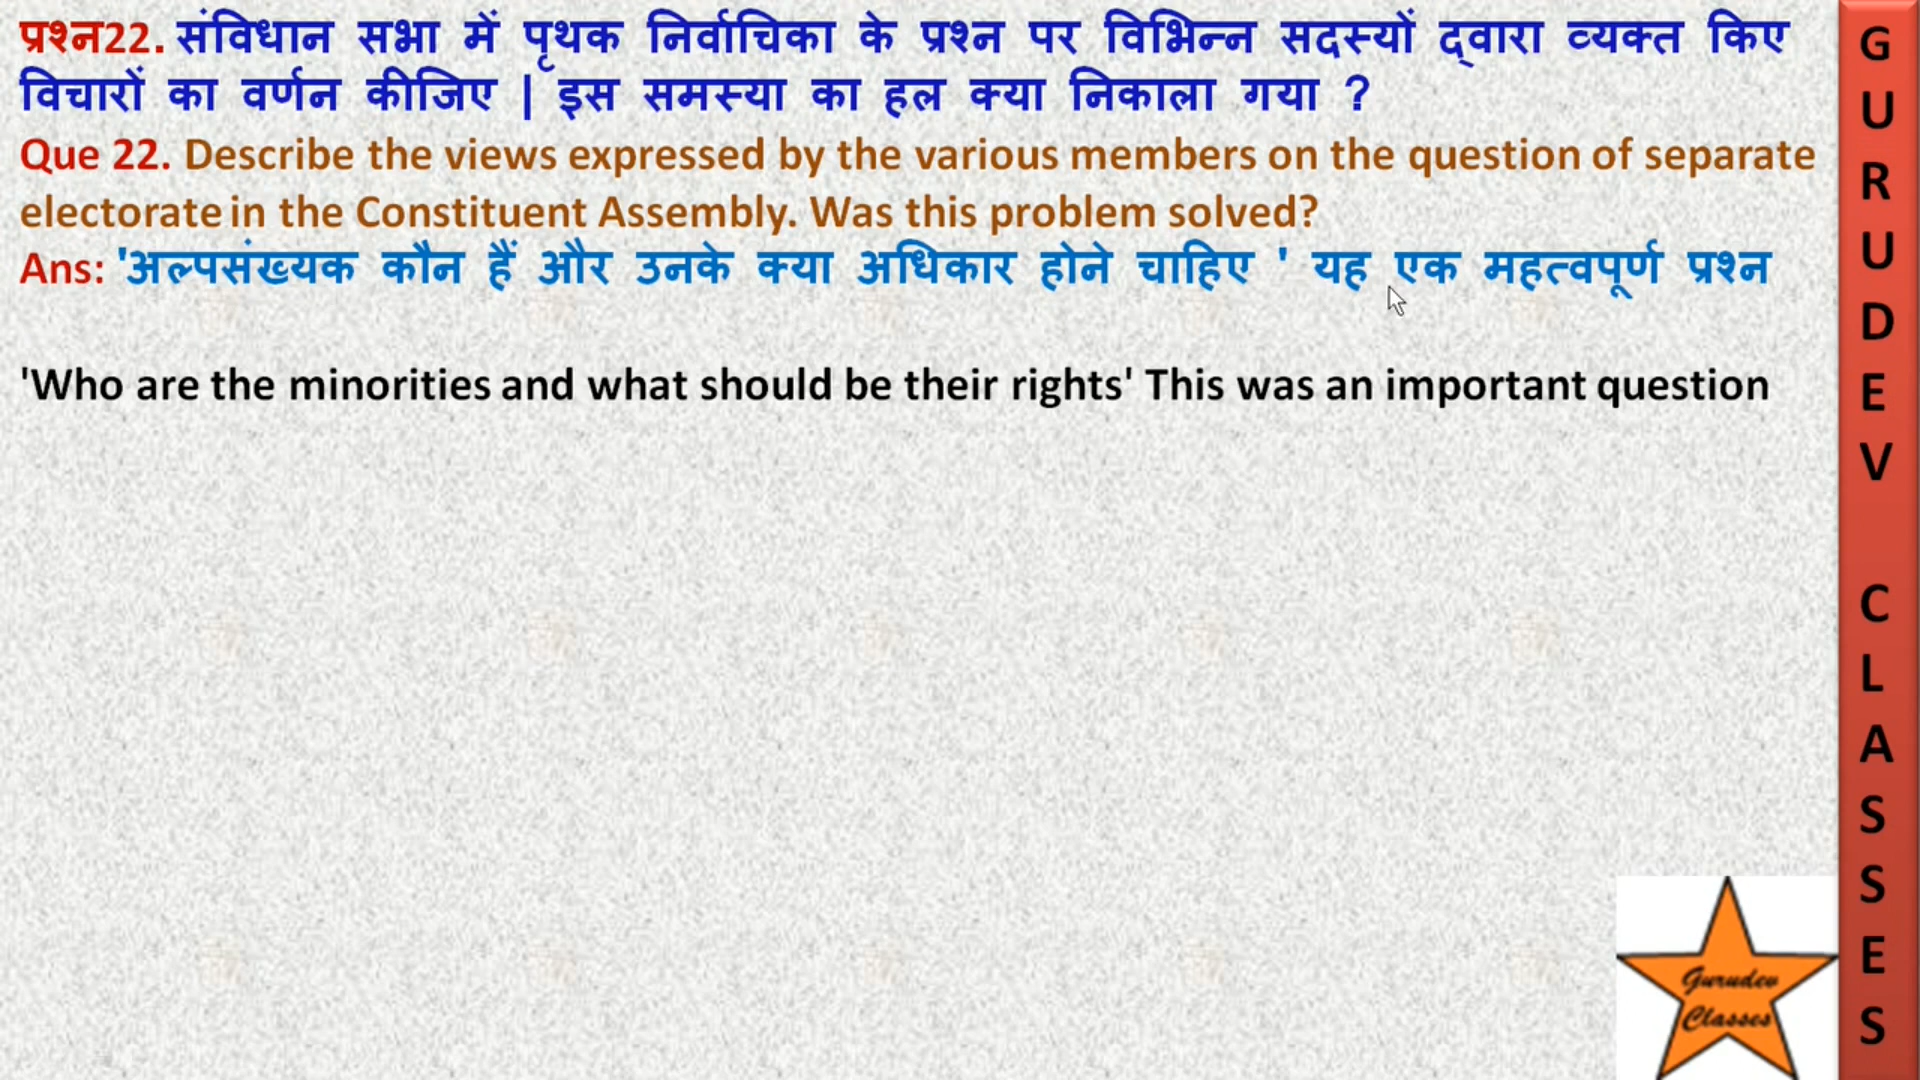 प्रश्न22. संविधान सभा में पृथक निर्वाचिका के प्रश्न पर विभिन्न सदस्यों द्वारा व्यक्त किए
विचारों का वर्णन कीजिए | इस समस्या का हल क्या निकाला गया ?
Que 22. Describe the views expressed by the various members on the question of separate
electorate in the Constituent Assembly. Was this problem solved?
Ans: 'अल्पसंख्यक कौन हैं और उनके क्या अधिकार होने चाहिए ' यह एक महत्वपूर्ण प्रश्न
'Who are the minorities and what should be their rights' This was an important question
GURUDEV CLASSES
Gurudev
Classes